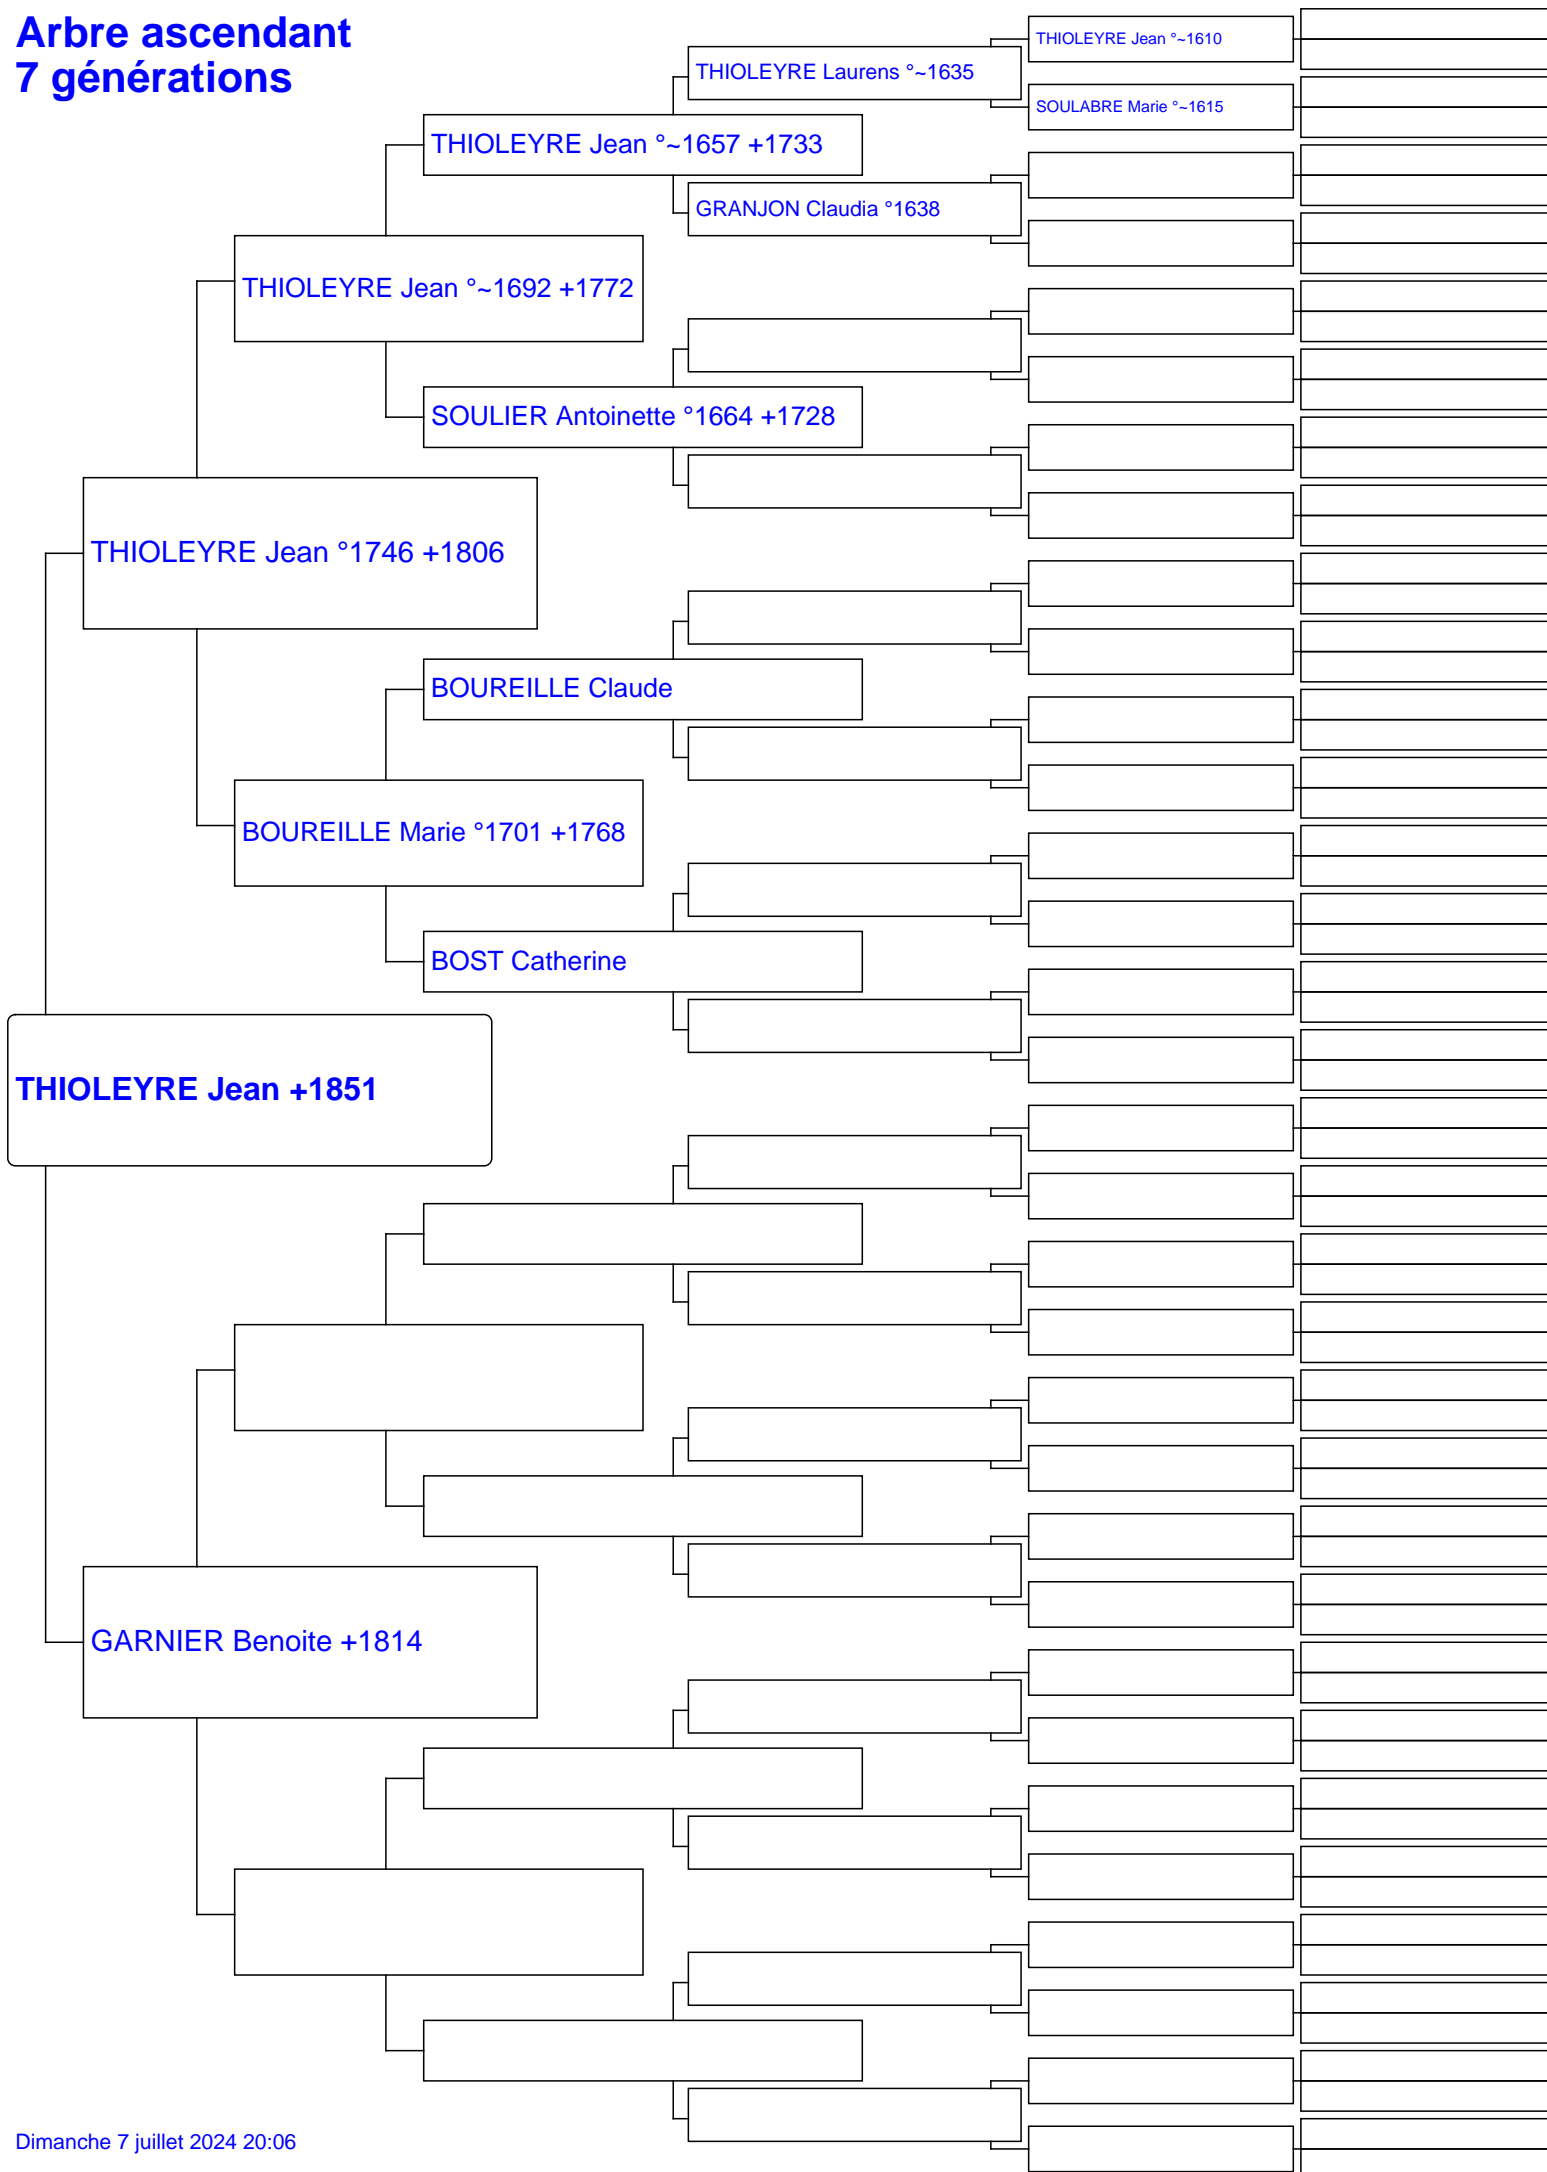 Arbre ascendant
7 générations
THIOLEYRE Jean °~1610
THIOLEYRE Laurens °~1635
SOULABRE Marie °~1615
THIOLEYRE Jean °~1657 +1733
GRANJON Claudia °1638
THIOLEYRE Jean °~1692 +1772
SOULIER Antoinette °1664 +1728
THIOLEYRE Jean °1746 +1806
BOUREILLE Claude
BOUREILLE Marie °1701 +1768
BOST Catherine
THIOLEYRE Jean +1851
GARNIER Benoite +1814
Dimanche 7 juillet 2024 20:06